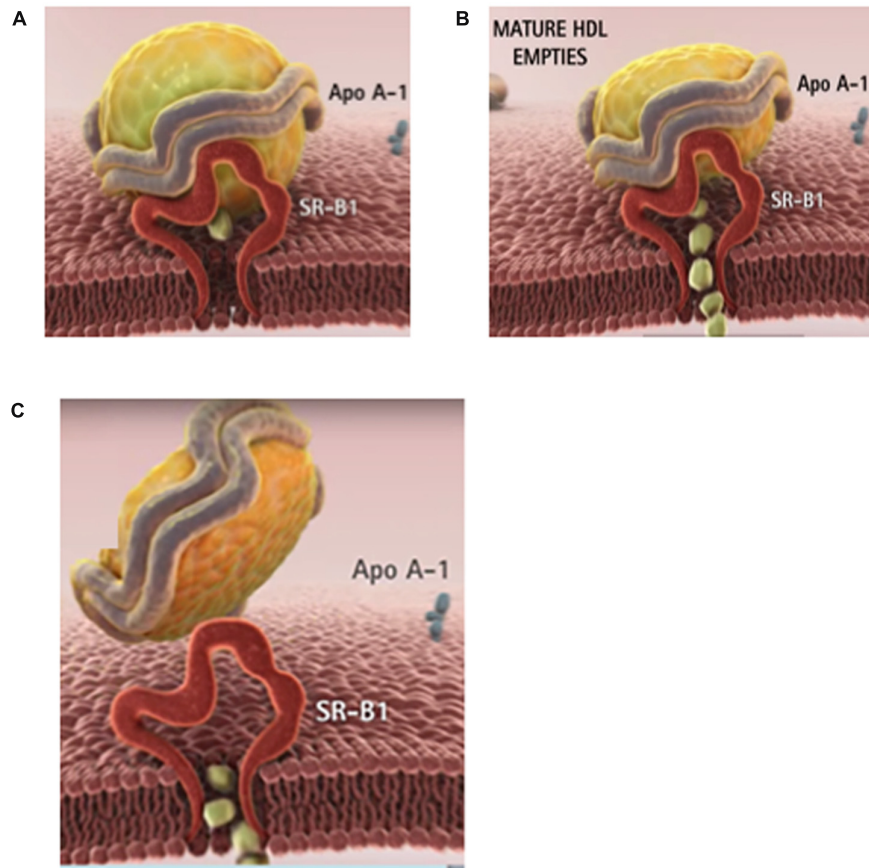 A
Apo A-1
SR-B1
B
MATURE HDL
EMPTIES
Apo A-1
SR-B1
C
Apo A-1
SR-B1